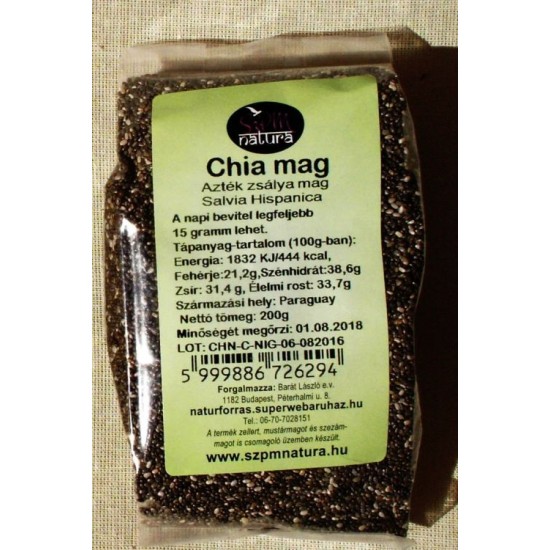 natura
Chia mag
Azték zsálya mag
Salvia Hispanica
A napi bevitel legfeljebb
15 gramm lehet.
Tápanyag-tartalom (100g-ban):
Energia: 1832 KJ/444 kcal,
Fehérje:21,2g,Szénhidrát:38,6g
Zsír: 31,4 g, Élelmi rost: 33,7g
Származási hely: Paraguay
Nettó tömeg: 200g
Minőségét megőrzi: 01.08.2018
LOT: CHN-C-NIG-06-082016
5 999886 726294
Forgalmazza: Barát László e.v.
1182 Budapest, Péterhalmi u. 8.
naturforras.superwebaruhaz.hu
Tel.: 06-70-7028151
A termék zellert, mustármagot és szezám-
magot is csomagoló üzemben készült.
www.szpmnatura.hu